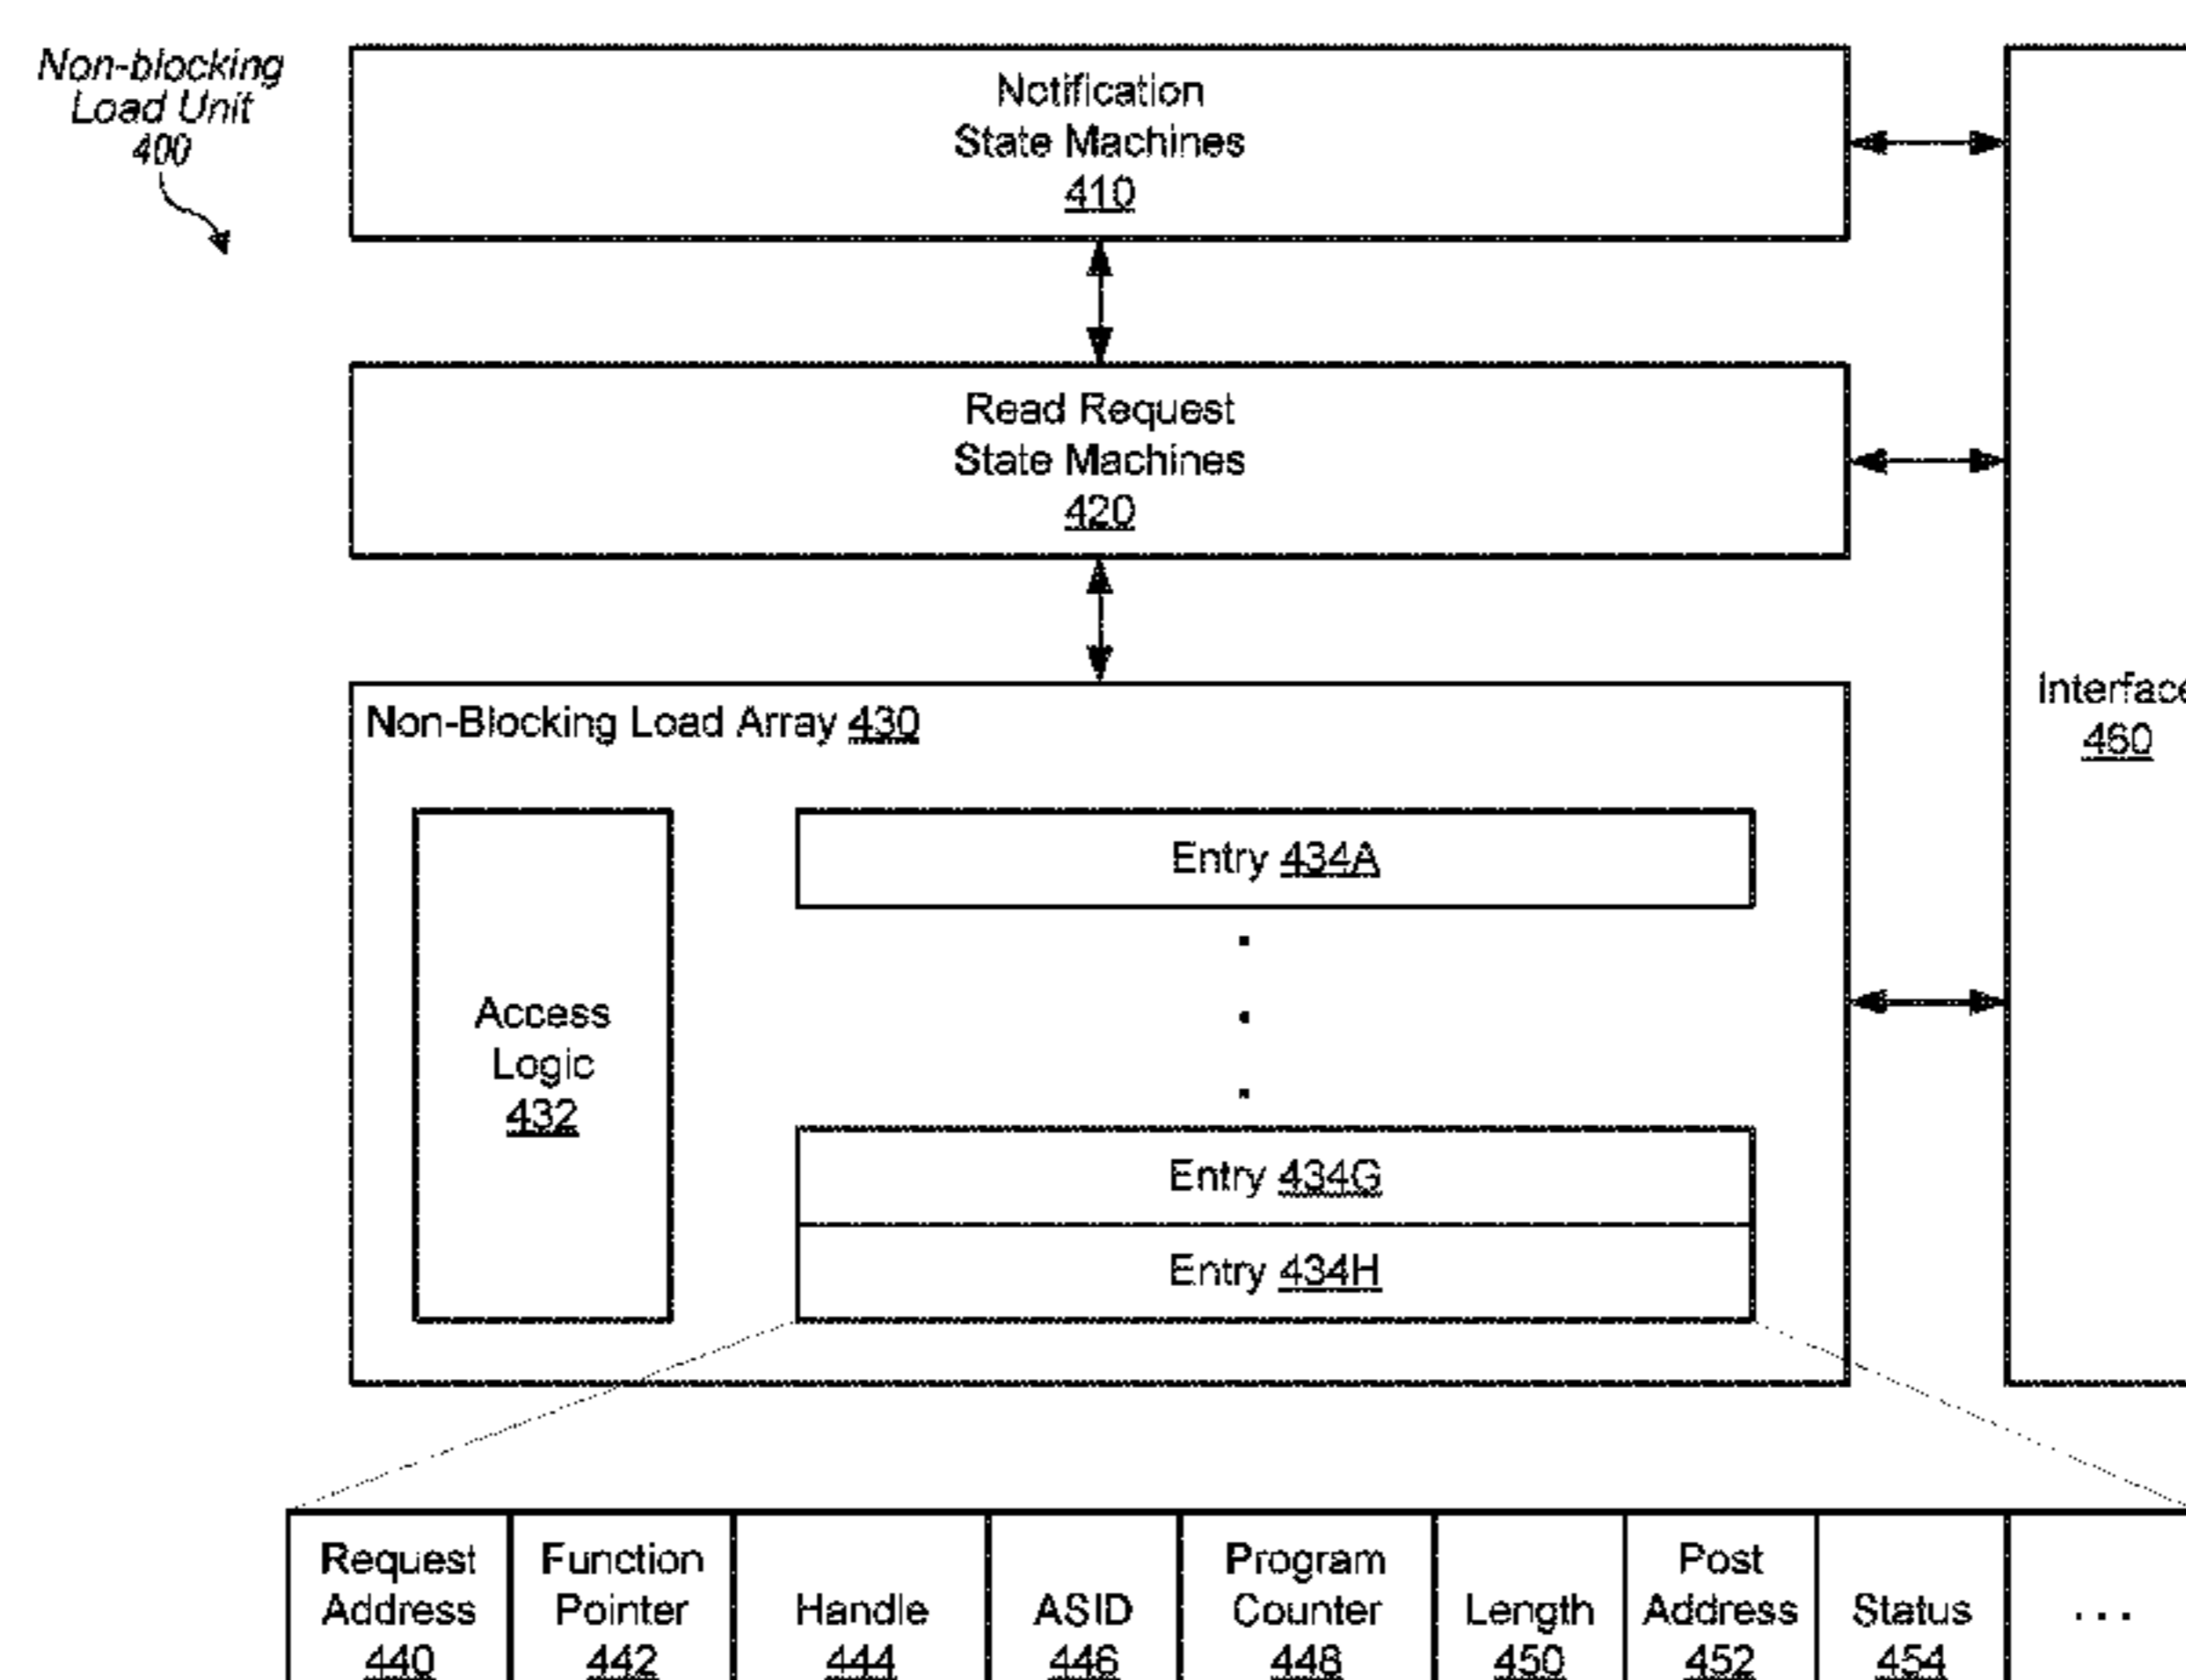 Non-blocking
Load Unit
400
Notification
State Machines
410
Read Request
State Machines
420
Non-Blocking Load Array 430
Access
Logic
432
Entry 434A
Entry 434G
Entry 434H
Interface
460
Request
Address
440
Function
Pointer
442
Handle
444
ASID
446
Program
Counter
448
Length
450
Post
Address
452
Status
454
...